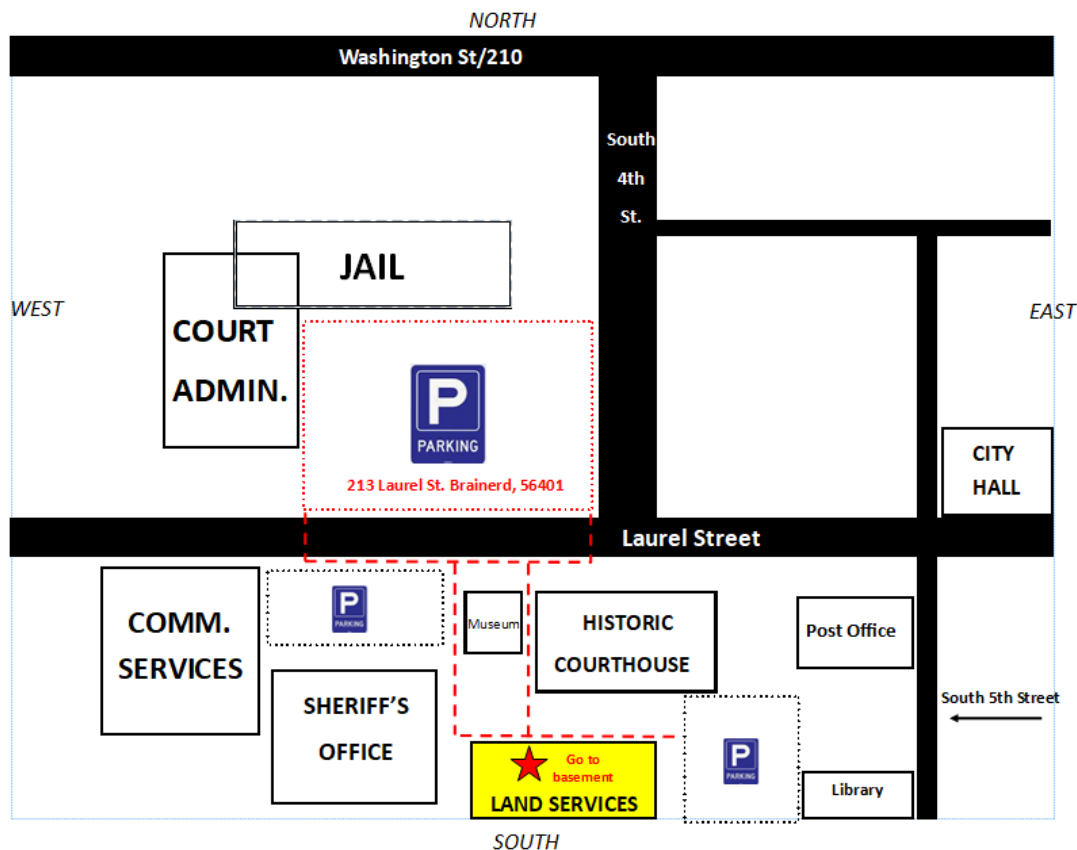 NORTH
Washington St/210
South
4th
St.
JAIL
WEST
EAST
COURT
ADMIN.
P
PARKING
213 Laurel St. Brainerd, 56401
CITY
HALL
Laurel Street
COMM.
SERVICES
P
PARKING
Museum
HISTORIC
COURTHOUSE
Post Office
SHERIFF'S
OFFICE
South 5th Street
Go to
basement
LAND SERVICES
P
PARKING
Library
SOUTH